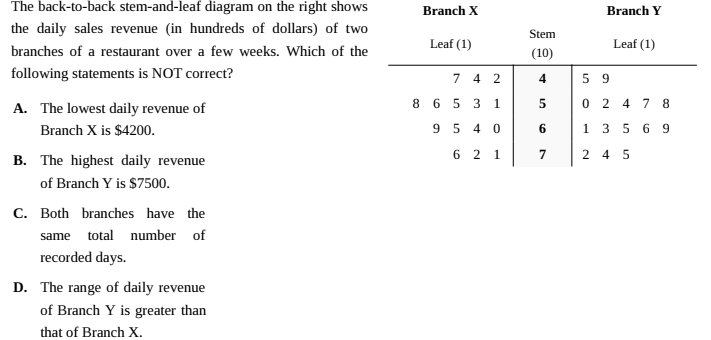 The back-to-back stem-and-leaf diagram on the right shows
the daily sales revenue (in hundreds of dollars) of two
branches of a restaurant over a few weeks. Which of the
following statements is NOT correct?
A. The lowest daily revenue of
Branch X is $4200.
B. The highest daily revenue
of Branch Y is $7500.
C. Both branches have the
same total number of
recorded days.
D. The range of daily revenue
of Branch Y is greater than
that of Branch X.
Branch X Branch Y
Leaf (1) Stem (10) Leaf (1)
7 4 2 4 5 9
8 6 5 3 1 5 0 2 4 7 8
9 5 4 0 6 1 3 5 6 9
6 2 1 7 2 4 5